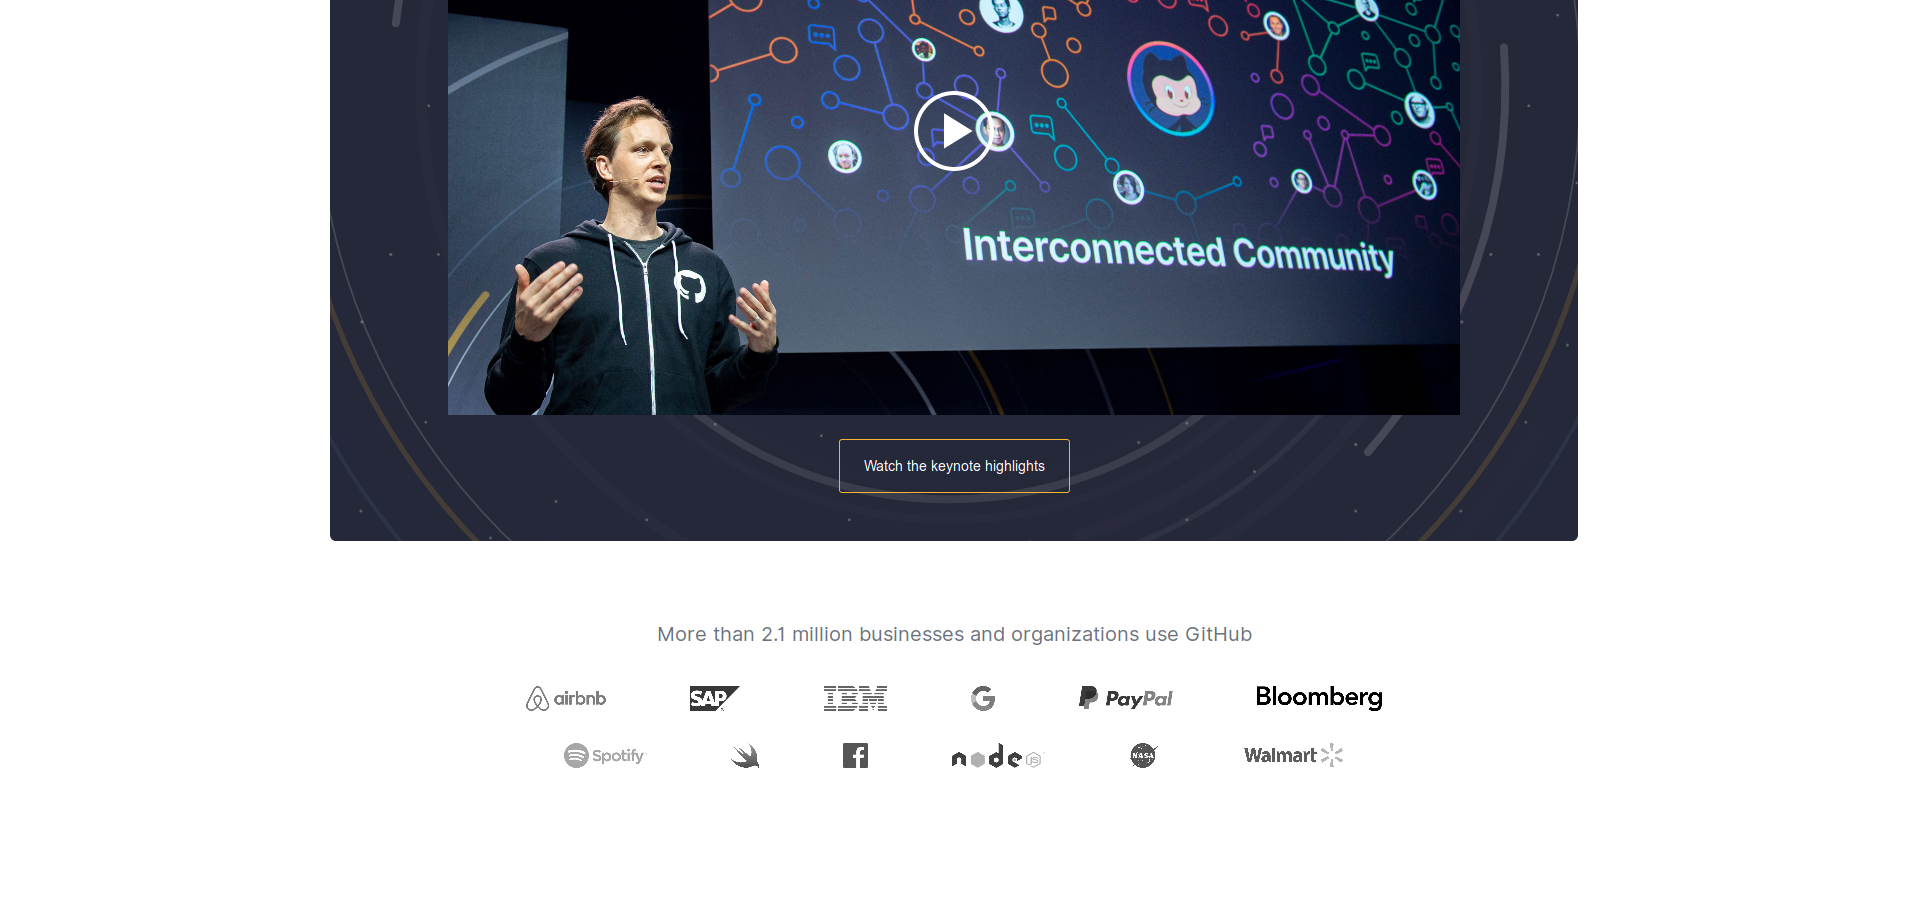 Interconnected Community
Watch the keynote highlights
More than 2.1 million businesses and organizations use GitHub
airbnb SAP IBM G PayPal Bloomberg
Spotify f node JS NASA Walmart